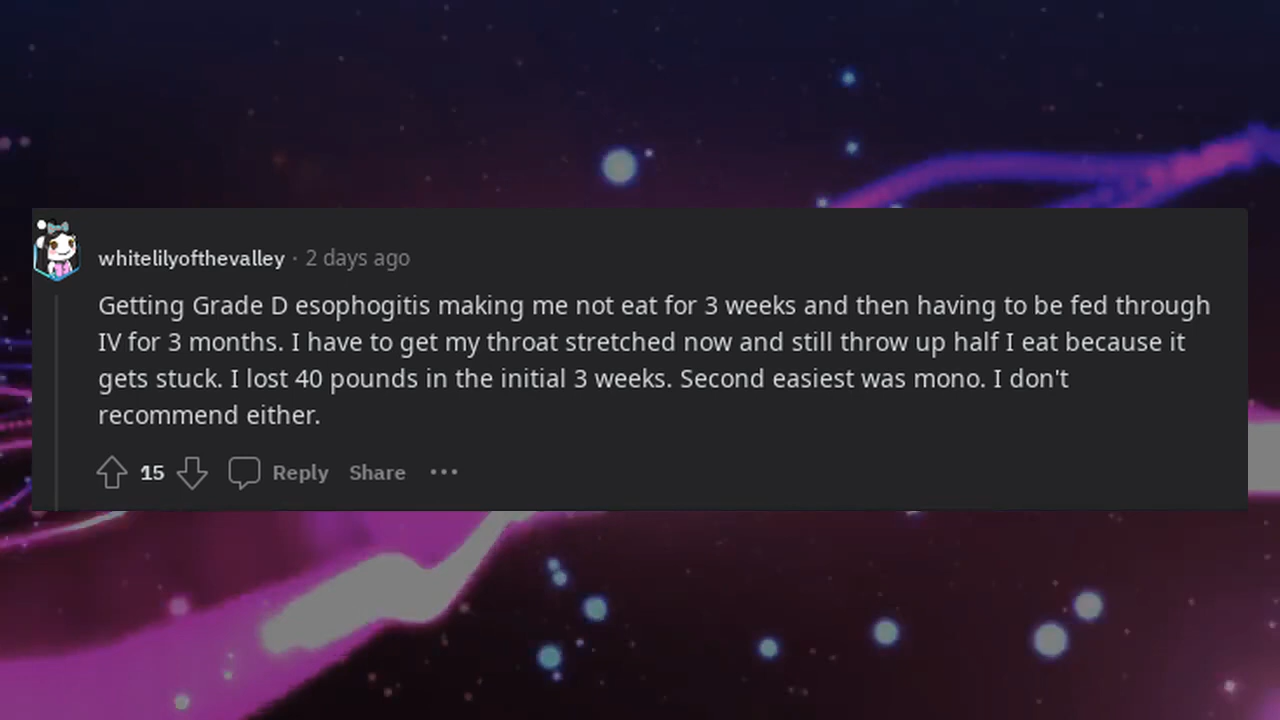 whitelilyofthevalley · 2 days ago
Getting Grade D esophogitis making me not eat for 3 weeks and then having to be fed through
IV for 3 months. I have to get my throat stretched now and still throw up half I eat because it
gets stuck. I lost 40 pounds in the initial 3 weeks. Second easiest was mono. I don't
recommend either.
15 Reply Share ···